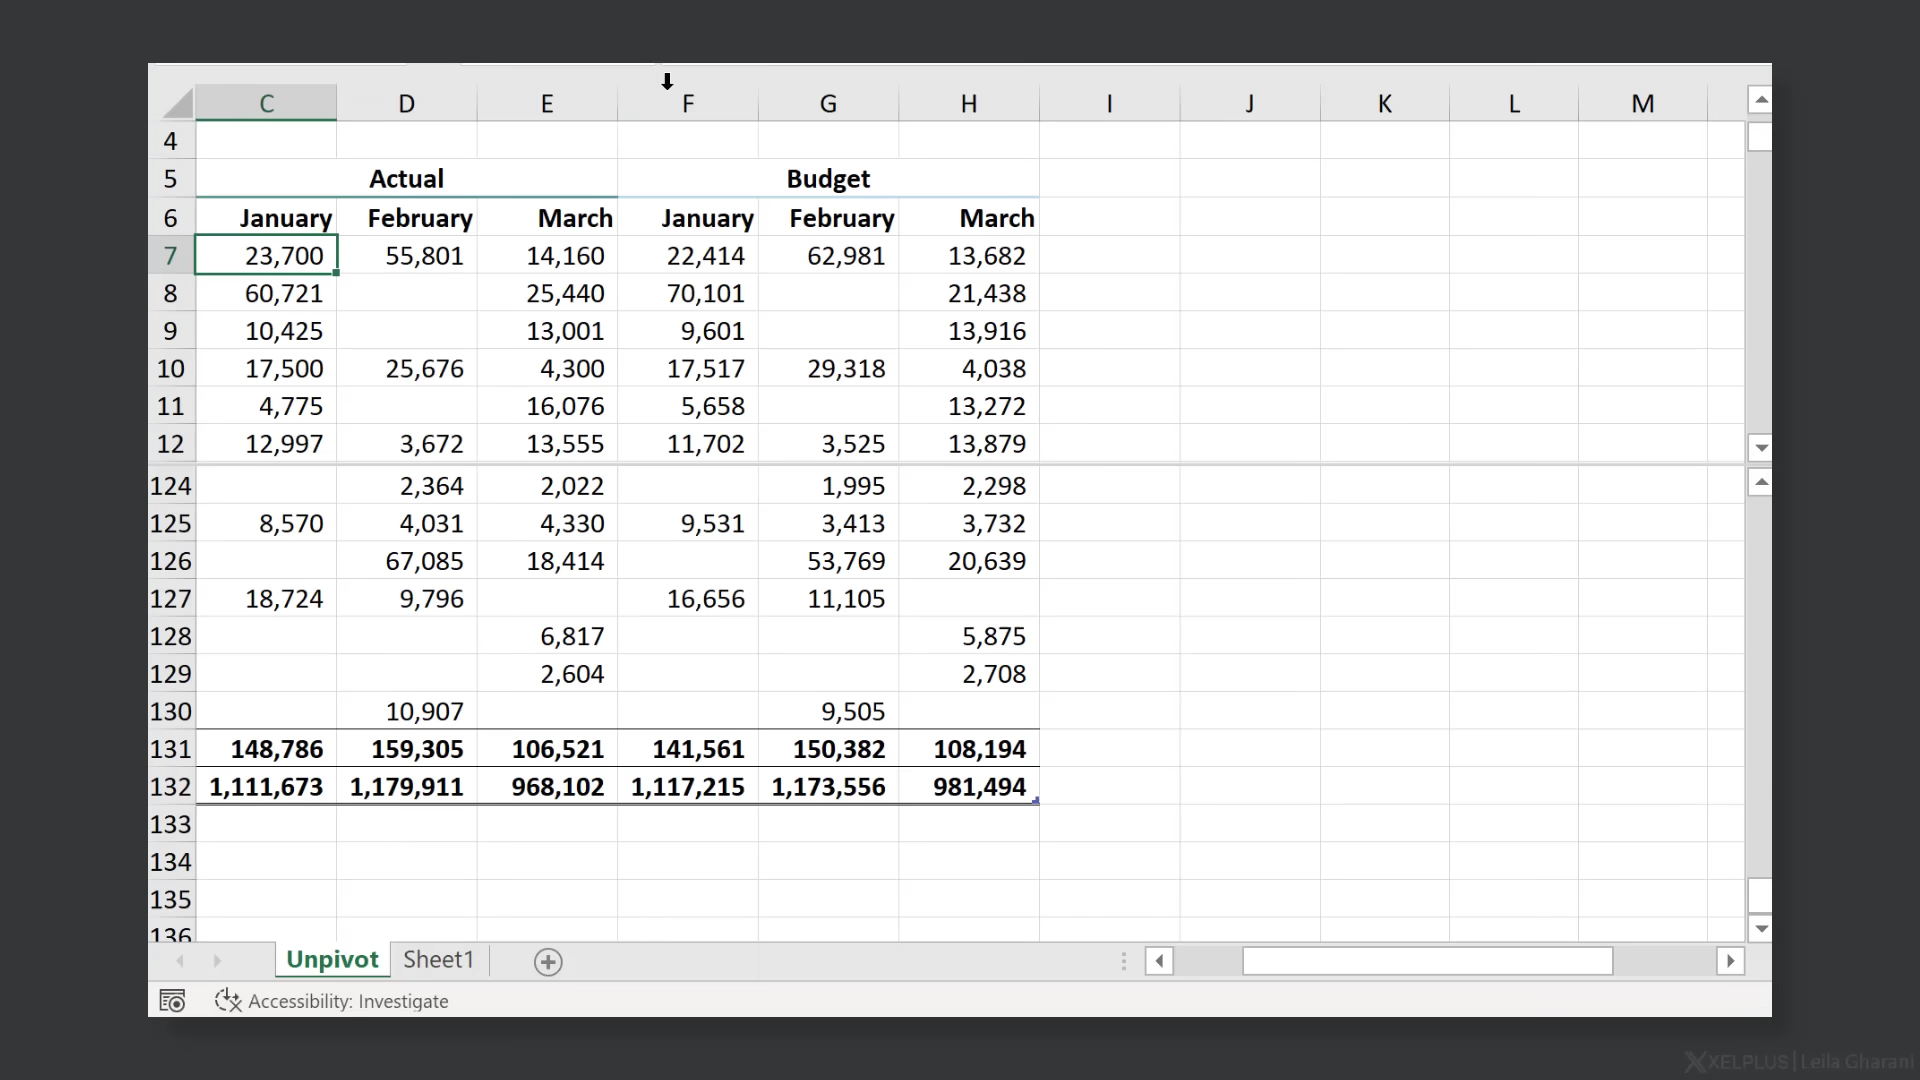 C D E F G H I J K L M
4
5 Actual Budget
6 January February March January February March
7 23,700 55,801 14,160 22,414 62,981 13,682
8 60,721 25,440 70,101 21,438
9 10,425 13,001 9,601 13,916
10 17,500 25,676 4,300 17,517 29,318 4,038
11 4,775 16,076 5,658 13,272
12 12,997 3,672 13,555 11,702 3,525 13,879
124 2,364 2,022 1,995 2,298
125 8,570 4,031 4,330 9,531 3,413 3,732
126 67,085 18,414 53,769 20,639
127 18,724 9,796 16,656 11,105
128 6,817 5,875
129 2,604 2,708
130 10,907 9,505
131 148,786 159,305 106,521 141,561 150,382 108,194
132 1,111,673 1,179,911 968,102 1,117,215 1,173,556 981,494
133
134
135
136
Unpivot Sheet1
Accessibility: Investigate
XELPLUS | Leila Gharani